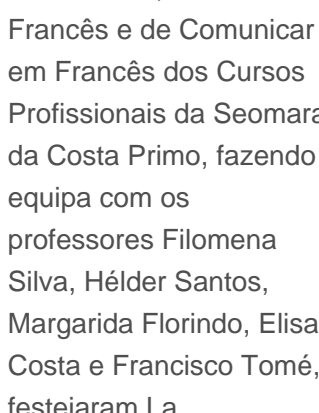 Francês e de Comunicar
em Francês dos Cursos
Profissionais da Seomara
da Costa Primo, fazendo
equipa com os
professores Filomena
Silva, Hélder Santos,
Margarida Florindo, Elisa
Costa e Francisco Tomé,
festejaram La